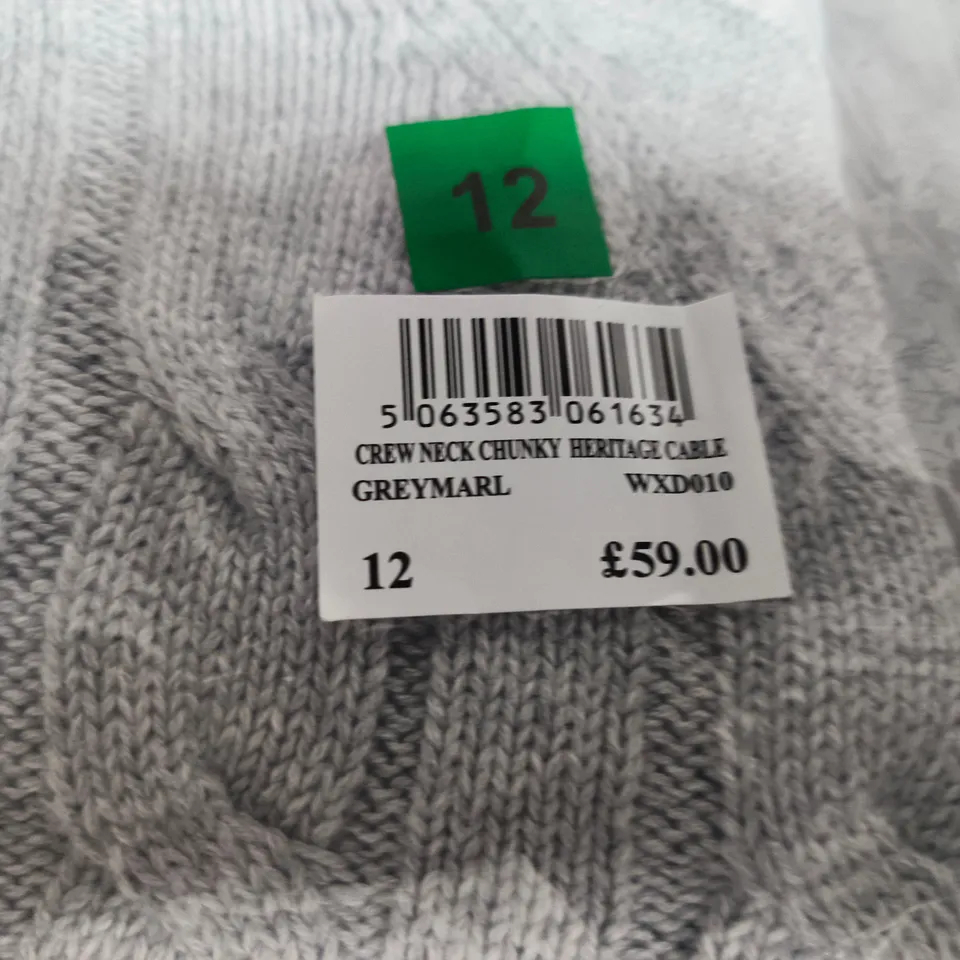 12
5 063583 061634
CREW NECK CHUNKY HERITAGE CABLE
GREYMARL WXD010
12 £59.00